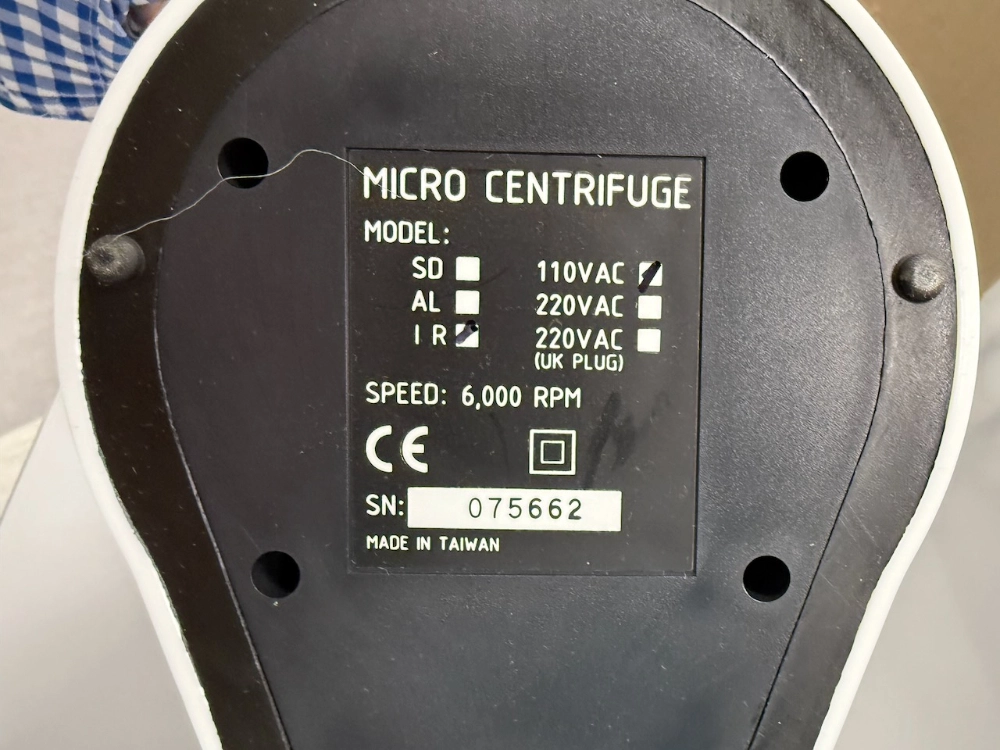 MICRO CENTRIFUGE
MODEL:
SD 110VAC
AL 220VAC
IR 220VAC
(UK PLUG)
SPEED: 6,000 RPM
CE
SN: 075662
MADE IN TAIWAN